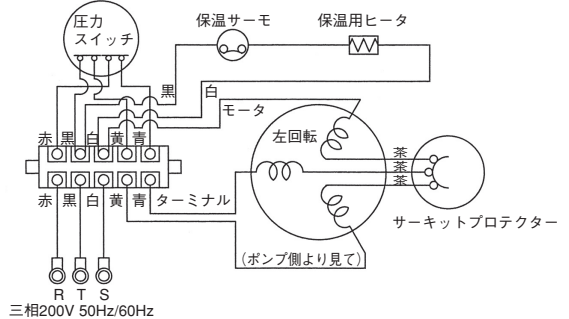 圧力
スイッチ
保温サーモ
保温用ヒータ
黒
白
モータ
赤 黒 白 黄 青
左回転
茶
茶
茶
赤 黒 白 黄 青 ターミナル
サーキットプロテクター
(ポンプ側より見て)
R T S
三相200V 50Hz/60Hz